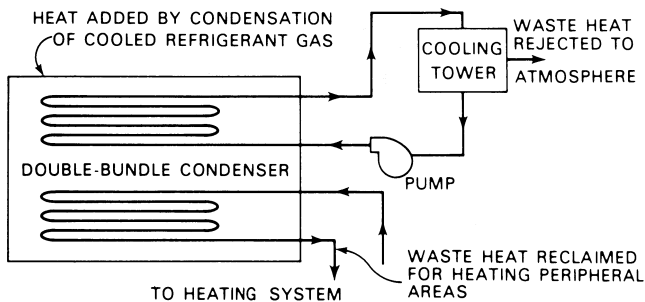 HEAT ADDED BY CONDENSATION
OF COOLED REFRIGERANT GAS
COOLING
TOWER
WASTE HEAT
REJECTED TO
ATMOSPHERE
DOUBLE-BUNDLE CONDENSER
PUMP
TO HEATING SYSTEM
WASTE HEAT RECLAIMED
FOR HEATING PERIPHERAL
AREAS